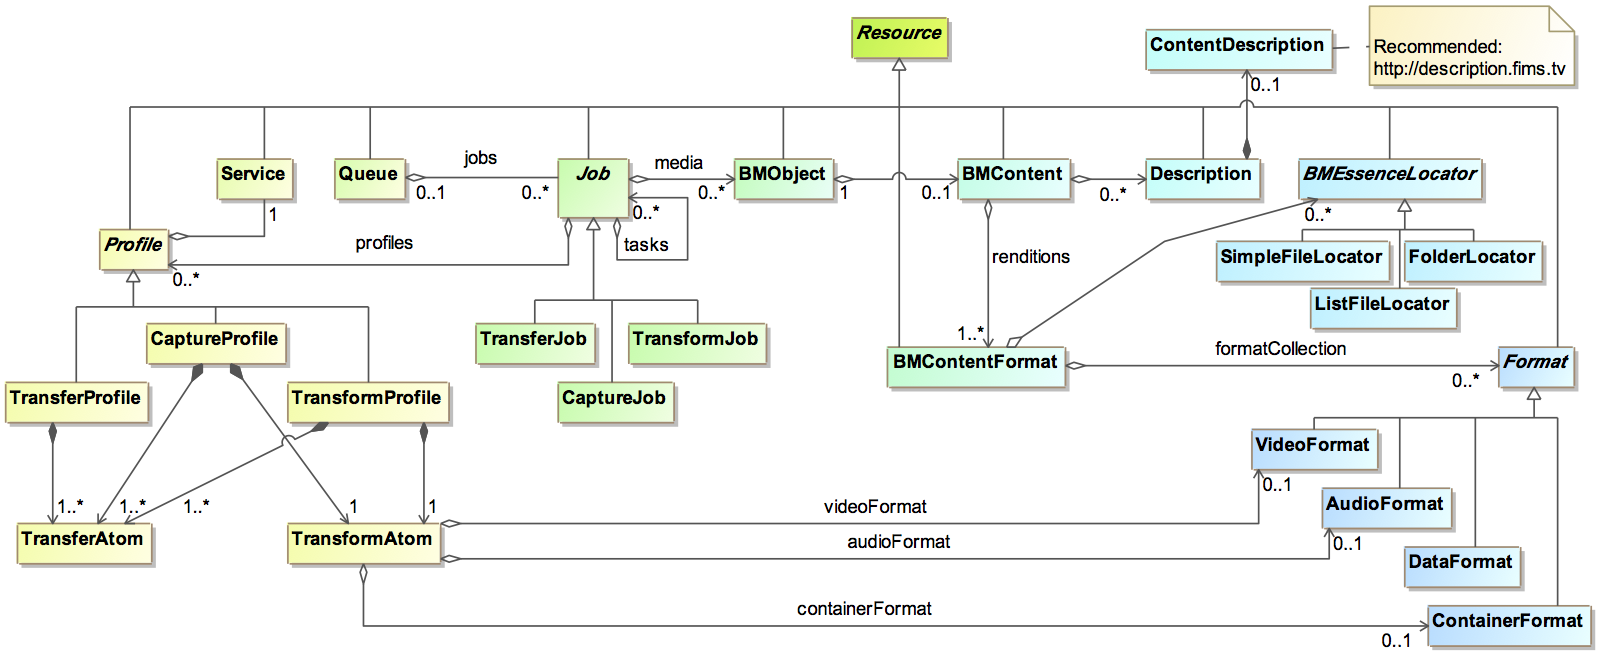 Resource
ContentDescription
Recommended:
http://description.fims.tv
0..1
Service
1
Queue
jobs
0..1
0..*
Job
media
0..*
BMObject
1
0..1
BMContent
0..*
Description
BMEssenceLocator
0..*
0..*
tasks
Profile
profiles
0..*
renditions
SimpleFileLocator
FolderLocator
ListFileLocator
CaptureProfile
TransferJob
TransformJob
1..*
BMContentFormat
formatCollection
0..*
Format
TransferProfile
TransformProfile
CaptureJob
VideoFormat
0..1
AudioFormat
0..1
1..*
1..*
1..*
1
1
videoFormat
TransferAtom
TransformAtom
audioFormat
DataFormat
containerFormat
0..1
ContainerFormat